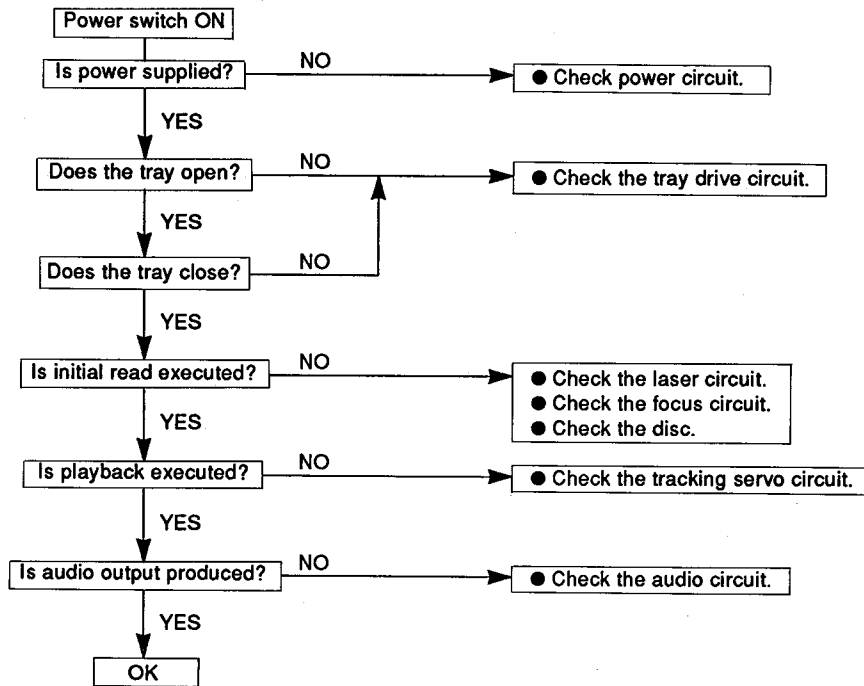 Power switch ON
Is power supplied?
NO
● Check power circuit.
YES
Does the tray open?
NO
● Check the tray drive circuit.
YES
Does the tray close?
NO
YES
Is initial read executed?
NO
● Check the laser circuit.
● Check the focus circuit.
● Check the disc.
YES
Is playback executed?
NO
● Check the tracking servo circuit.
YES
Is audio output produced?
NO
● Check the audio circuit.
YES
OK